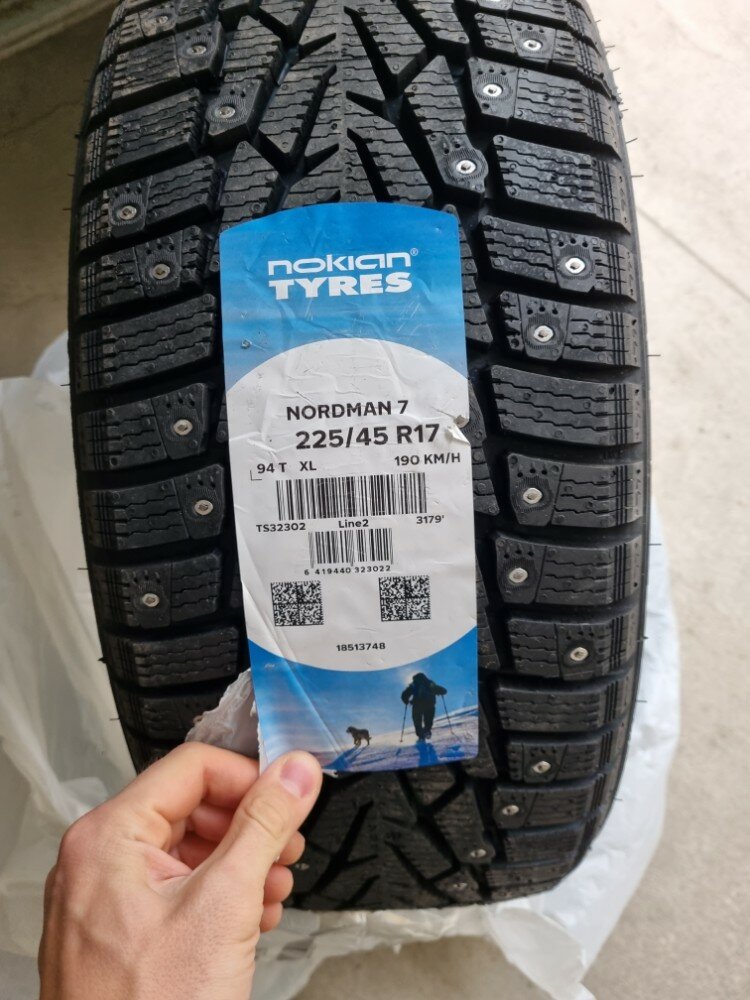 nokian®
TYRES
NORDMAN 7
225/45 R17
94 T XL 190 KM/H
TS32302 Line2 3179'
6 419440 323022
18513748